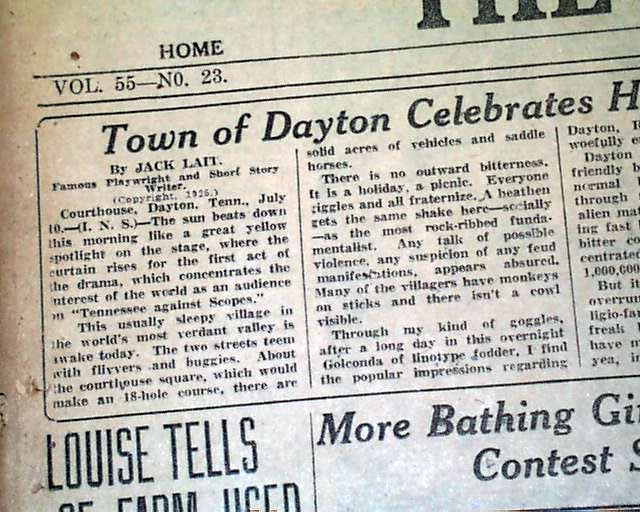 THE
HOME
VOL. 55—NO. 23.
Town of Dayton Celebrates H
By JACK LAIT.
Famous Playwright and Short Story
Writer.
(Copyright, 1925.)
Courthouse, Dayton, Tenn., July
10.—(I. N. S)—The sun beats down
this morning like a great yellow
spotlight on the stage, where the
curtain rises for the first act of
the drama, which concentrates the
interest of the world as an audience
on "Tennessee against Scopes."
This usually sleepy village in
the world's most verdant valley is
awake today. The two streets teem
with flivvers and buggies. About
the courthouse square, which would
make an 18-hole course, there are
solid acres of vehicles and saddle
horses.
There is no outward bitterness.
It is a holiday, a picnic. Everyone
giggles and all fraternize. A heathen
gets the same shake here—socially
—as the most rock-ribbed funda-
mentalist. Any talk of possible
violence, any suspicion of any feud
manifestations, appears absurd.
Many of the villagers have monkeys
on sticks and there isn't a cowl
visible.
Through my kind of goggles,
after a long day in this overnight
Golconda of linotype fodder, I find
the popular impressions regarding
Dayton,
woefully
Dayton
friendly b
normal
through
alien ma
ing fast
bitter c
centrated
1,000,000
But it
overrun
ligio-fa
freak
have m
yea, i
LOUISE TELLS
OF FARM USED
More Bathing Gi
Contest S